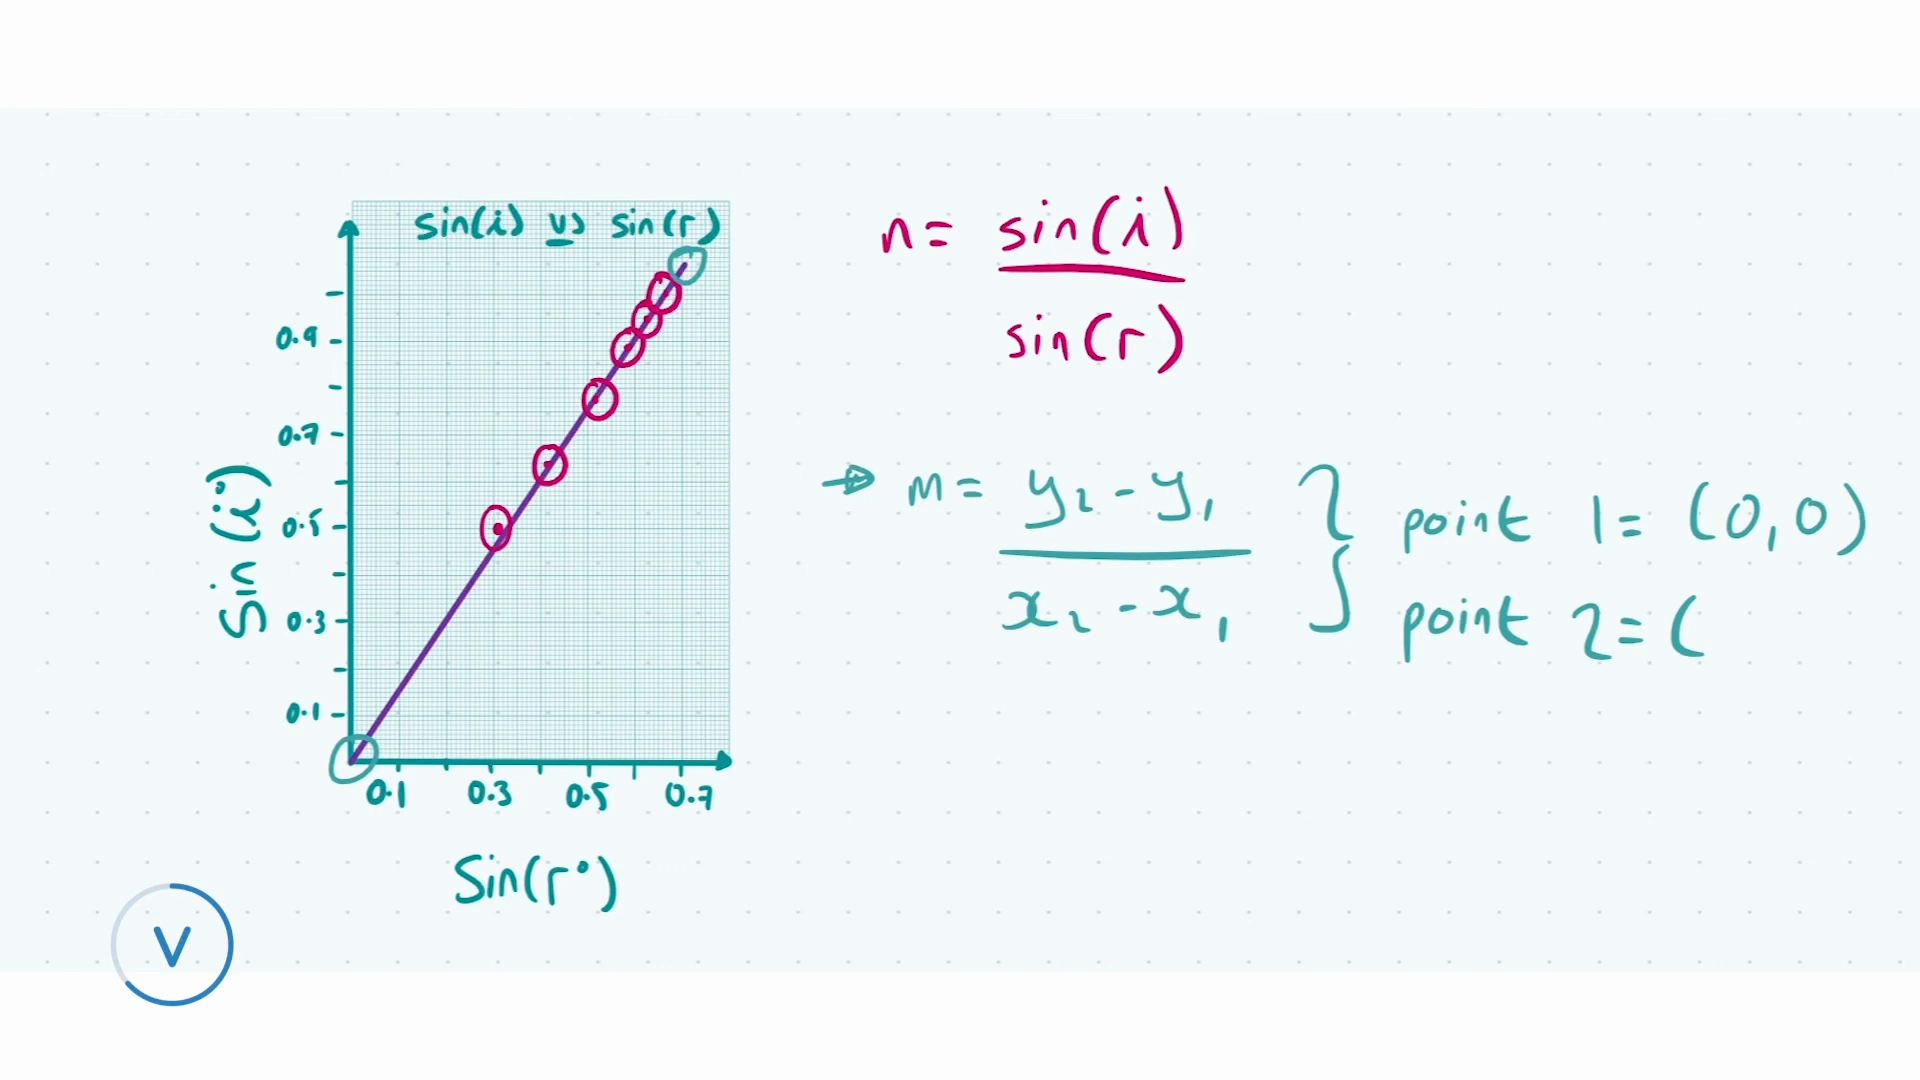 sin(i) vs sin(r)
0.9
0.7
0.5
0.3
0.1
Sin(i°)
0.1 0.3 0.5 0.7
Sin(r°)
n = sin(i)
sin(r)
→ m = y₂ - y₁
x₂ - x₁
} point 1 = (0,0)
point 2 = (
V